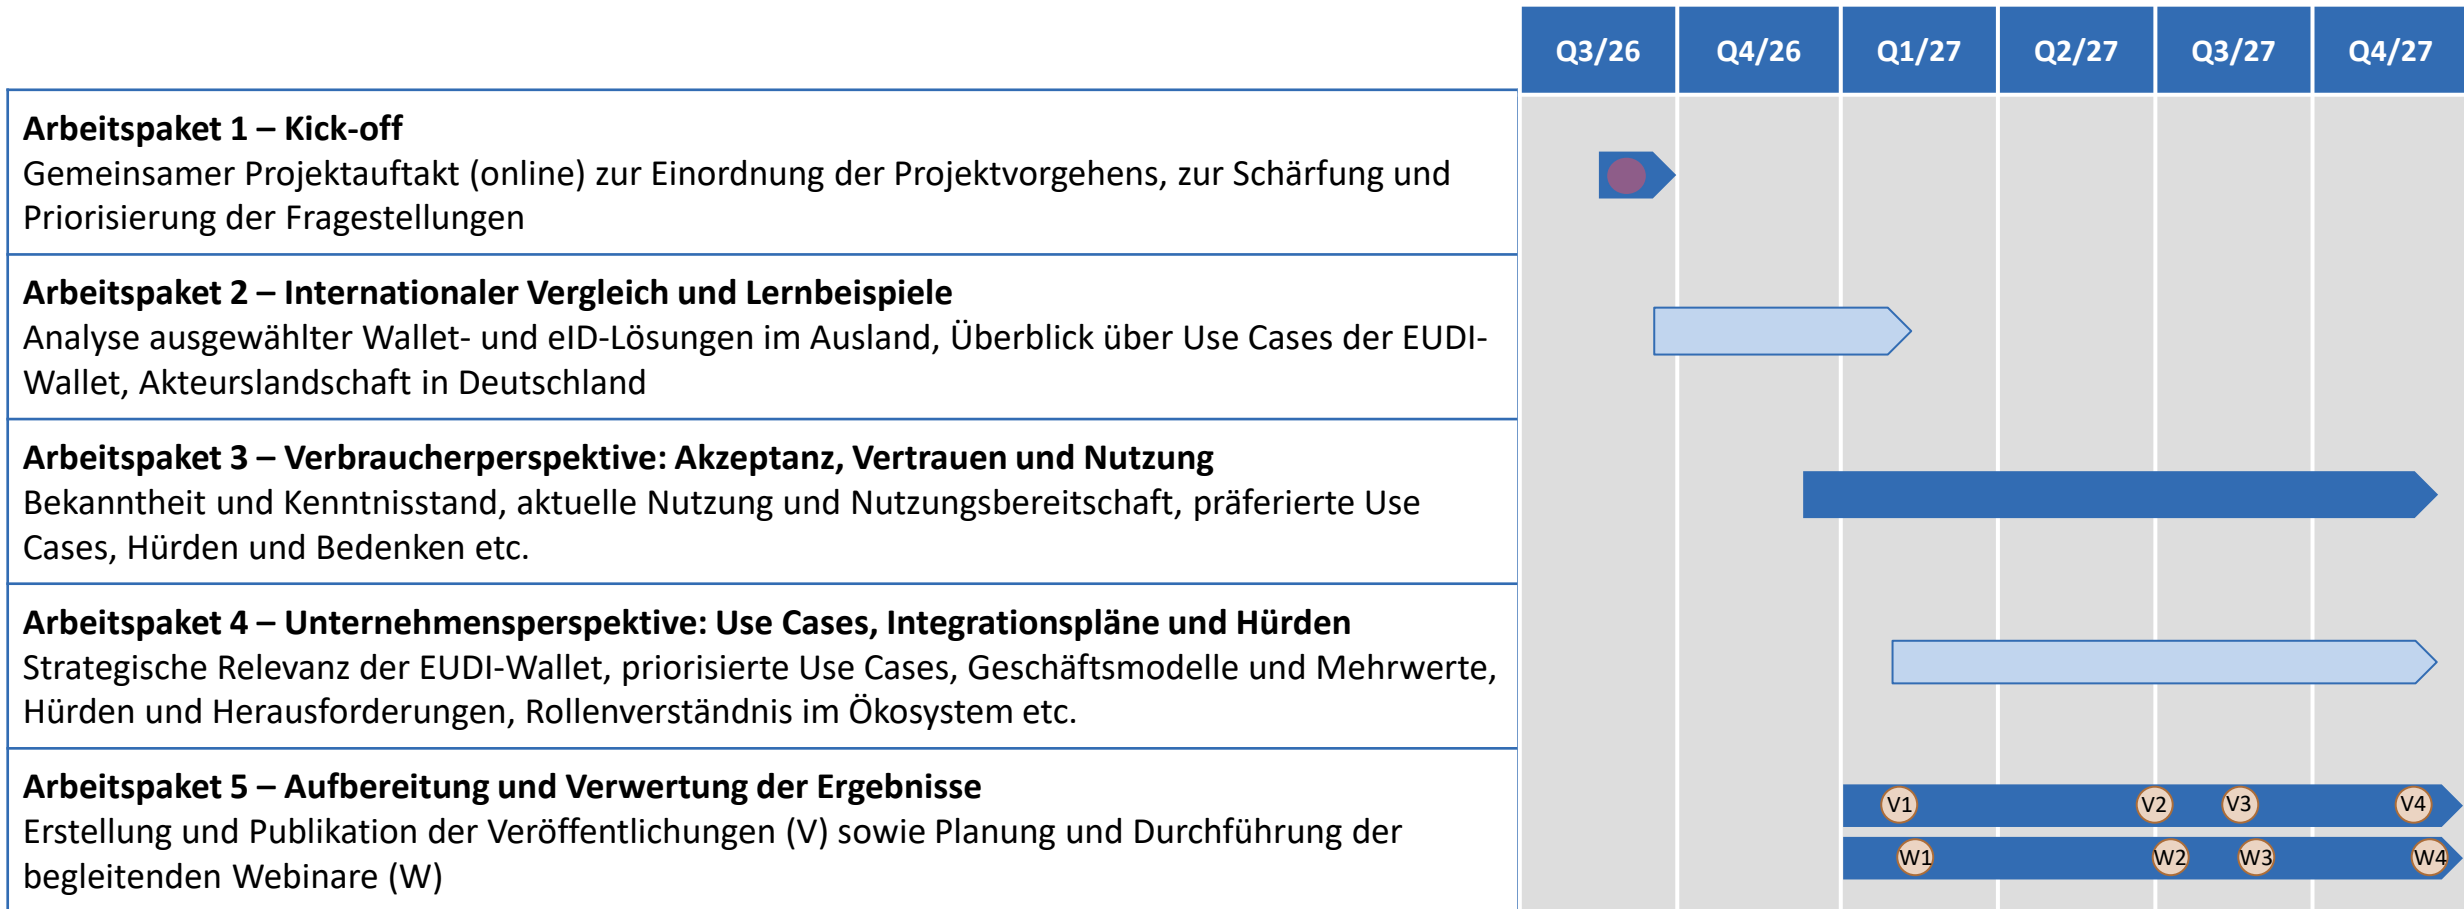 Q3/26 Q4/26 Q1/27 Q2/27 Q3/27 Q4/27
Arbeitspaket 1 – Kick-off
Gemeinsamer Projektauftakt (online) zur Einordnung der Projektvorgehens, zur Schärfung und
Priorisierung der Fragestellungen
Arbeitspaket 2 – Internationaler Vergleich und Lernbeispiele
Analyse ausgewählter Wallet- und eID-Lösungen im Ausland, Überblick über Use Cases der EUDI-
Wallet, Akteurslandschaft in Deutschland
Arbeitspaket 3 – Verbraucherperspektive: Akzeptanz, Vertrauen und Nutzung
Bekanntheit und Kenntnisstand, aktuelle Nutzung und Nutzungsbereitschaft, präferierte Use
Cases, Hürden und Bedenken etc.
Arbeitspaket 4 – Unternehmensperspektive: Use Cases, Integrationspläne und Hürden
Strategische Relevanz der EUDI-Wallet, priorisierte Use Cases, Geschäftsmodelle und Mehrwerte,
Hürden und Herausforderungen, Rollenverständnis im Ökosystem etc.
Arbeitspaket 5 – Aufbereitung und Verwertung der Ergebnisse
Erstellung und Publikation der Veröffentlichungen (V) sowie Planung und Durchführung der
begleitenden Webinare (W)
V1 V2 V3 V4
W1 W2 W3 W4